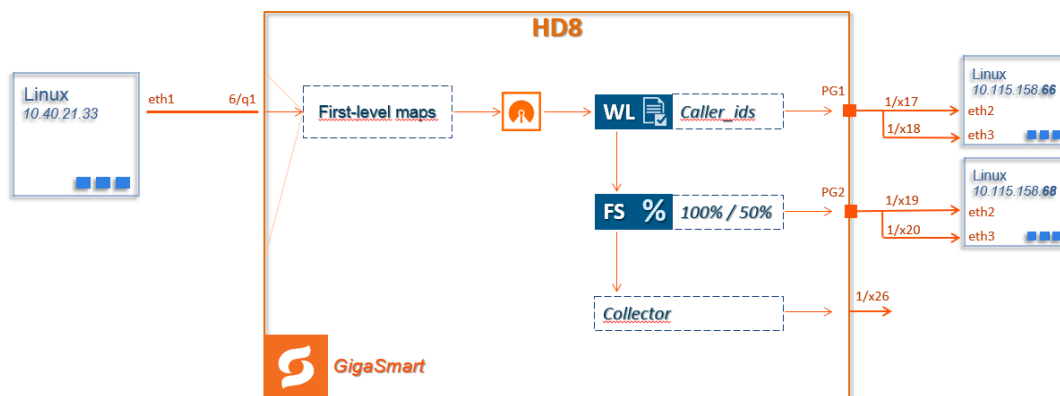 HD8
Linux
10.40.21.33
eth1
6/q1
First-level maps
WL
Caller_ids
PG1
1/x17
1/x18
Linux
10.115.158.66
eth2
eth3
FS %
100% / 50%
PG2
1/x19
1/x20
Linux
10.115.158.68
eth2
eth3
Collector
1/x26
GigaSmart